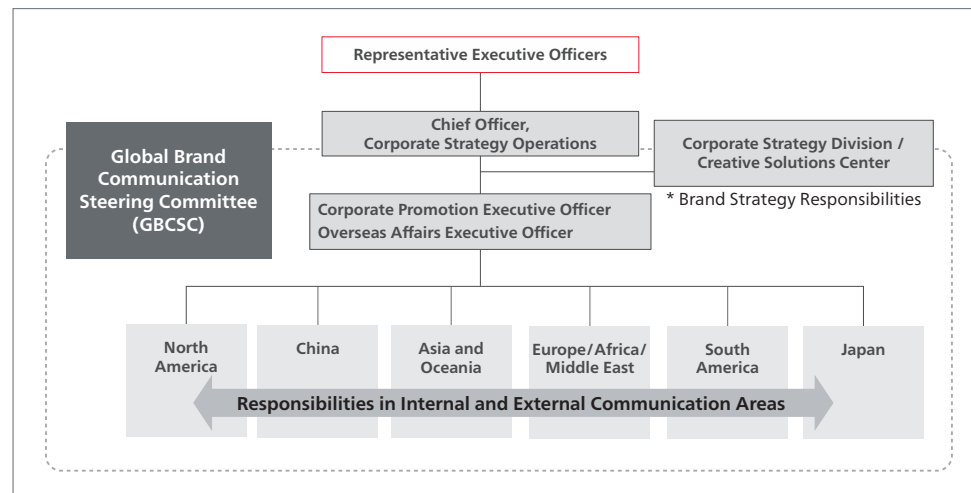 Representative Executive Officers
Chief Officer,
Corporate Strategy Operations
Global Brand
Communication
Steering Committee
(GBCSC)
Corporate Strategy Division /
Creative Solutions Center
* Brand Strategy Responsibilities
Corporate Promotion Executive Officer
Overseas Affairs Executive Officer
North
America
China
Asia and
Oceania
Europe/Africa/
Middle East
South
America
Japan
Responsibilities in Internal and External Communication Areas